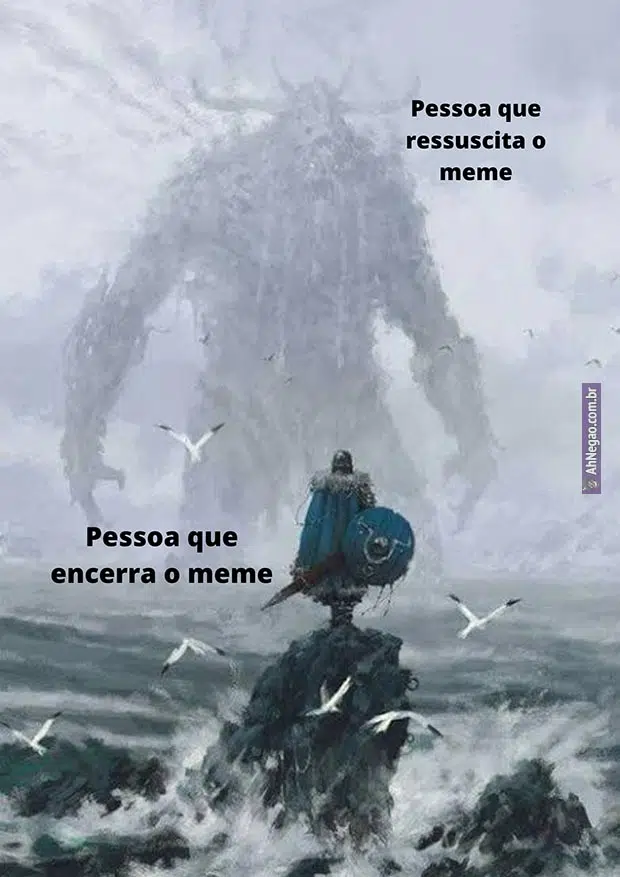 Pessoa que
ressuscita o
meme
AhNegao.com.br
Pessoa que
encerra o meme